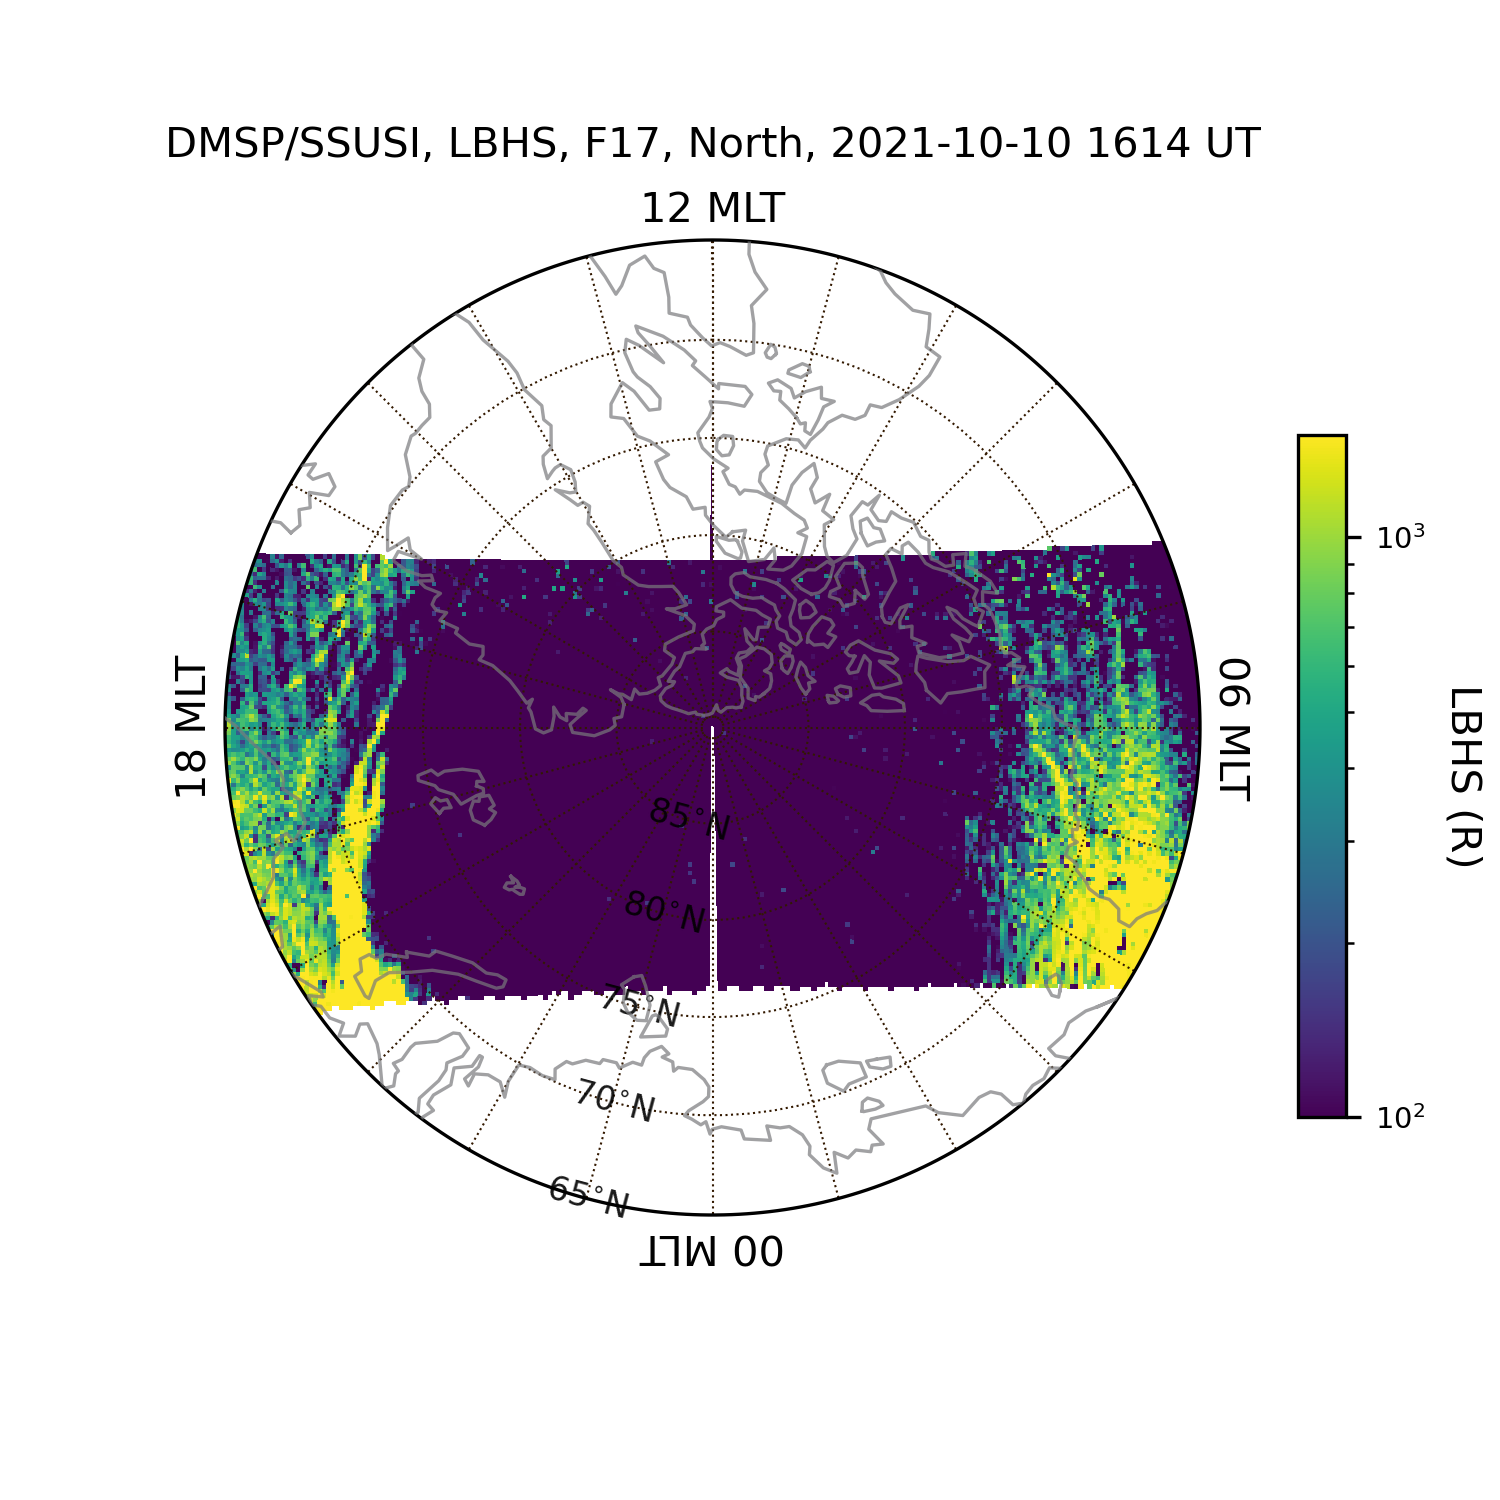 DMSP/SSUSI, LBHS, F17, North, 2021-10-10 1614 UT
12 MLT
18 MLT
06 MLT
85°N
80°N
75°N
70°N
65°N
00 MLT
10³
10²
LBHS (R)